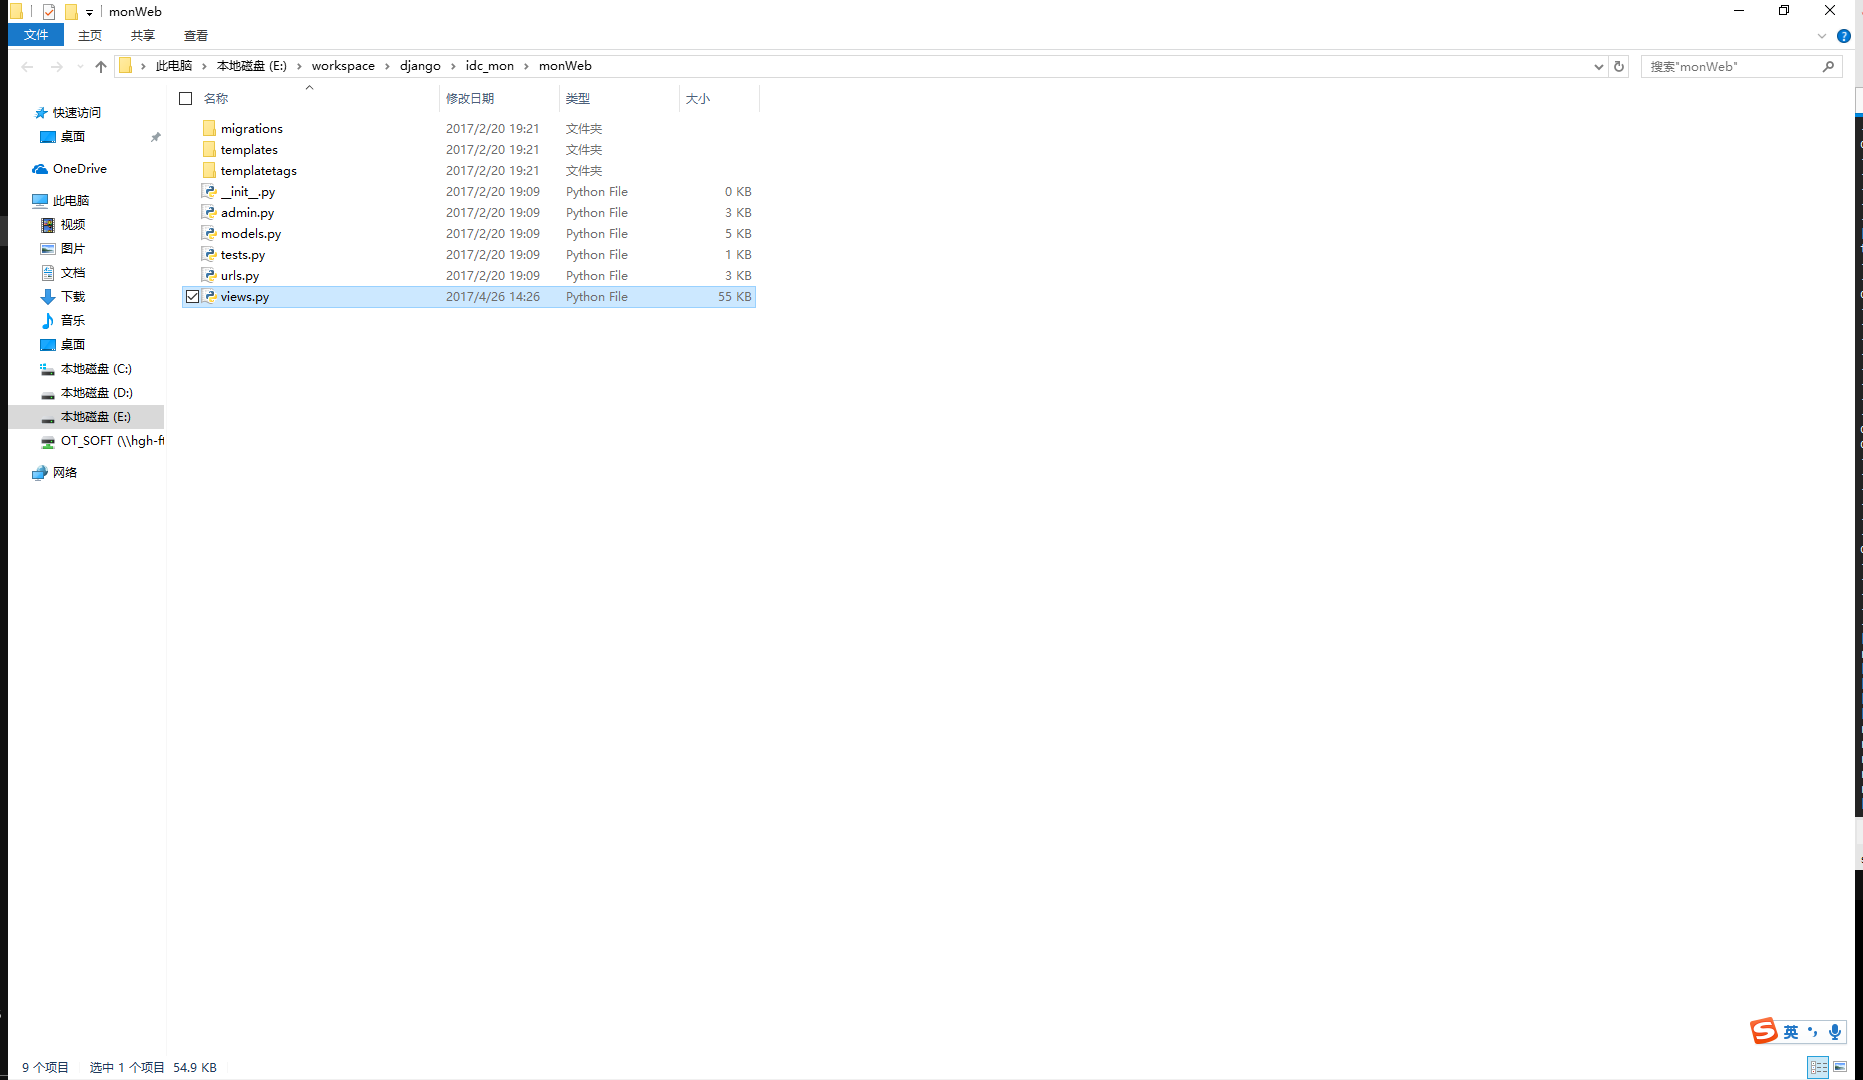 monWeb
文件 主页 共享 查看
此电脑 本地磁盘 (E:) workspace django idc_mon monWeb 搜索"monWeb"
名称 修改日期 类型 大小
快速访问
桌面
OneDrive
此电脑
视频
图片
文档
下载
音乐
桌面
本地磁盘 (C:)
本地磁盘 (D:)
本地磁盘 (E:)
OT_SOFT (\\hgh-ft
网络
migrations 2017/2/20 19:21 文件夹
templates 2017/2/20 19:21 文件夹
templatetags 2017/2/20 19:21 文件夹
__init__.py 2017/2/20 19:09 Python File 0 KB
admin.py 2017/2/20 19:09 Python File 3 KB
models.py 2017/2/20 19:09 Python File 5 KB
tests.py 2017/2/20 19:09 Python File 1 KB
urls.py 2017/2/20 19:09 Python File 3 KB
views.py 2017/4/26 14:26 Python File 55 KB
英
9 个项目 选中 1 个项目 54.9 KB